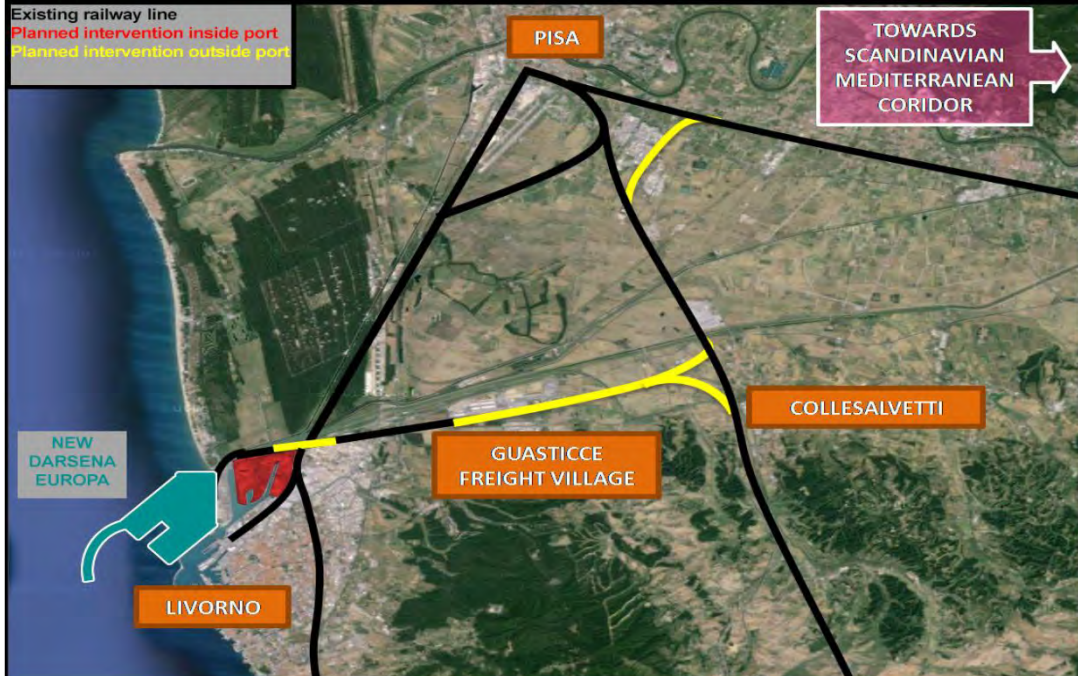 Existing railway line
Planned intervention inside port
Planned intervention outside port
PISA
TOWARDS
SCANDINAVIAN
MEDITERRANEAN
CORIDOR
COLLESALVETTI
NEW
DARSENA
EUROPA
GUASTICCE
FREIGHT VILLAGE
LIVORNO